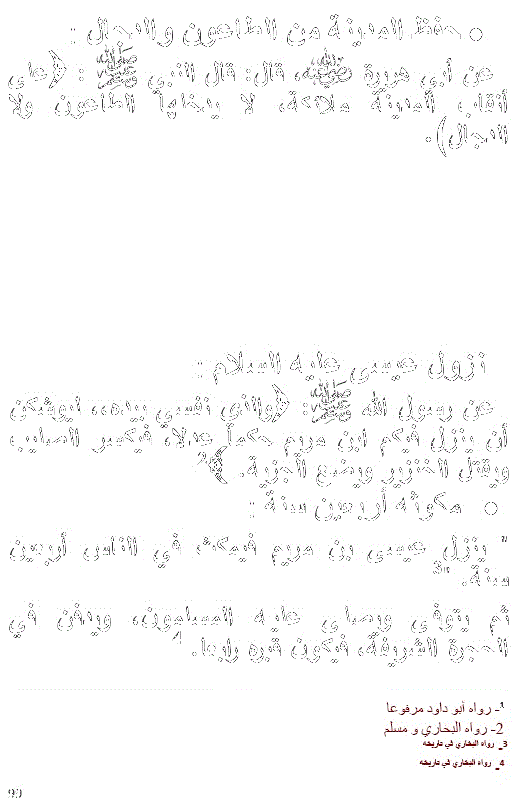 • حفظ المدينة من الطاعون والدجال :
عن أبي هريرة رضي الله عنه، قال: قال النبي ﷺ : ﴿على
أنقاب المدينة ملائكة، لا يدخلها الطاعون ولا
الدجال﴾.
نزول عيسى عليه السلام :
عن رسول الله ﷺ: ﴿والذي نفسي بيده،، ليوشكن
أن ينزل فيكم ابن مريم حكماً عدلاً، فيكسر الصليب
ويقتل الخنزير ويضع الجزية. ﴾2
• مكوثه أربعين سنة :
" ينزل عيسى بن مريم فيمكث في الناس أربعين
سنة. "3
ثم يتوفى ويصلي عليه المسلمون، ويدفن في
الحجرة الشريفة، فيكون قبره رابعا. 4
1- رواه أبو داود مرفوعا
2- رواه البخاري و مسلم
3_ رواه البخاري في تاريخه
4_ رواه البخاري في تاريخه
99